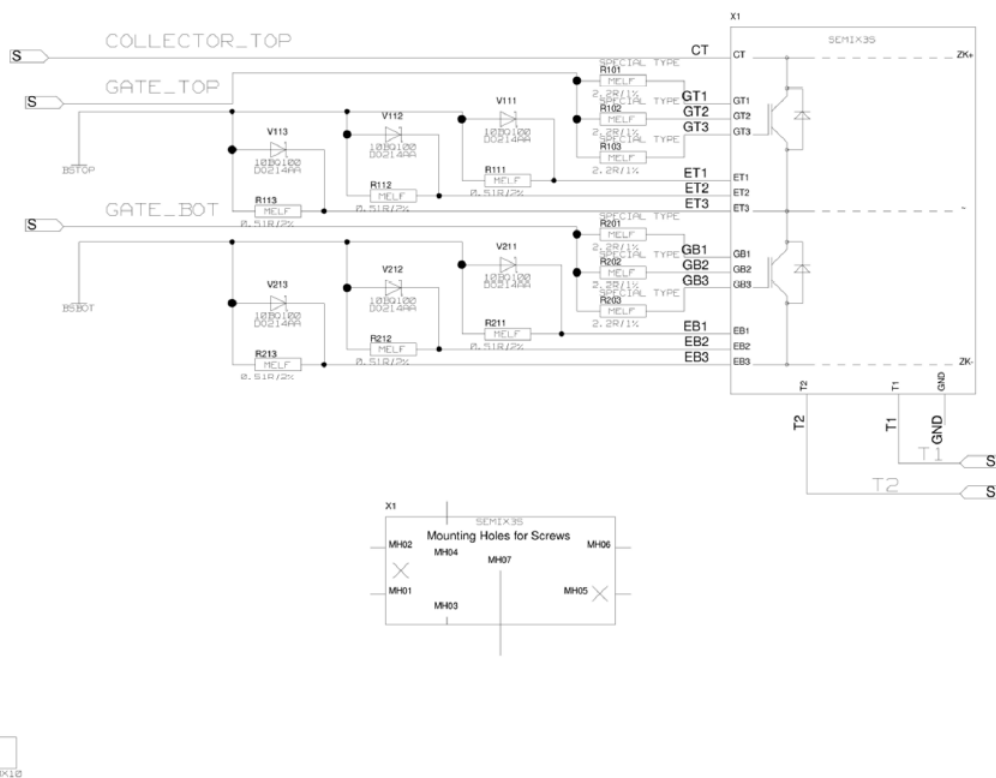 X1
SEMIX3S
COLLECTOR_TOP
S
CT
CT
ZK+
SPECIAL TYPE
R101
MELF
2.2R/1%
GATE_TOP
S
GT1
GT1
SPECIAL TYPE
R102
MELF
2.2R/1%
GT2
GT2
SPECIAL TYPE
GT3
GT3
R103
MELF
2.2R/1%
V111
10BQ100
DO214AA
V112
10BQ100
DO214AA
V113
10BQ100
DO214AA
BSTOP
R111
MELF
0.51R/2%
R112
MELF
0.51R/2%
R113
MELF
0.51R/2%
ET1
ET1
ET2
ET2
ET3
ET3
~
GATE_BOT
S
SPECIAL TYPE
R201
MELF
2.2R/1%
SPECIAL TYPE
R202
MELF
2.2R/1%
SPECIAL TYPE
R203
MELF
2.2R/1%
GB1
GB1
GB2
GB2
GB3
GB3
V211
10BQ100
DO214AA
V212
10BQ100
DO214AA
V213
10BQ100
DO214AA
BSBOT
R211
MELF
0.51R/2%
R212
MELF
0.51R/2%
R213
MELF
0.51R/2%
EB1
EB1
EB2
EB2
EB3
EB3
ZK-
T2
T1
GND
T2
T1
GND
T1
S
T2
S
X1
SEMIX3S
Mounting Holes for Screws
MH02
MH04
MH06
MH07
MH01
MH05
MH03